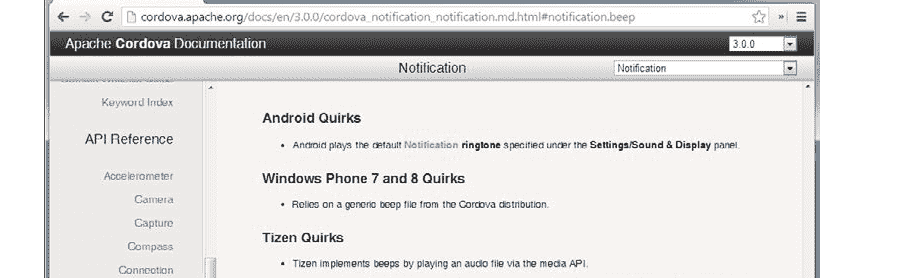 cordova.apache.org/docs/en/3.0.0/cordova_notification_notification.md.html#notification.beep
Apache Cordova Documentation
3.0.0
Notification
Notification
Keyword Index
API Reference
Accelerometer
Camera
Capture
Compass
Connection
Android Quirks
• Android plays the default Notification ringtone specified under the Settings/Sound & Display panel.
Windows Phone 7 and 8 Quirks
• Relies on a generic beep file from the Cordova distribution.
Tizen Quirks
• Tizen implements beeps by playing an audio file via the media API.